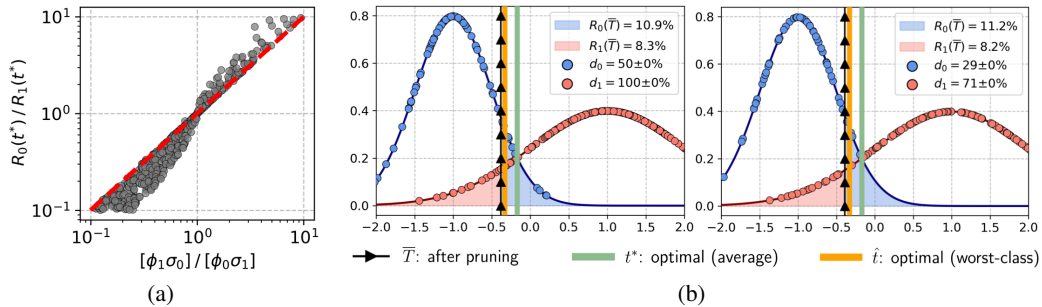 R₀(t*) / R₁(t*)
10¹
10⁰
10⁻¹
10⁻¹ 10⁰ 10¹
[ϕ₁σ₀] / [ϕ₀σ₁]
(a)
0.8
0.6
0.4
0.2
0.0
−2.0 −1.5 −1.0 −0.5 0.0 0.5 1.0 1.5 2.0
R₀(T̅) = 10.9%
R₁(T̅) = 8.3%
d₀ = 50±0%
d₁ = 100±0%
0.8
0.6
0.4
0.2
0.0
−2.0 −1.5 −1.0 −0.5 0.0 0.5 1.0 1.5 2.0
R₀(T̅) = 11.2%
R₁(T̅) = 8.2%
d₀ = 29±0%
d₁ = 71±0%
T̅: after pruning t*: optimal (average) t̂: optimal (worst-class)
(b)